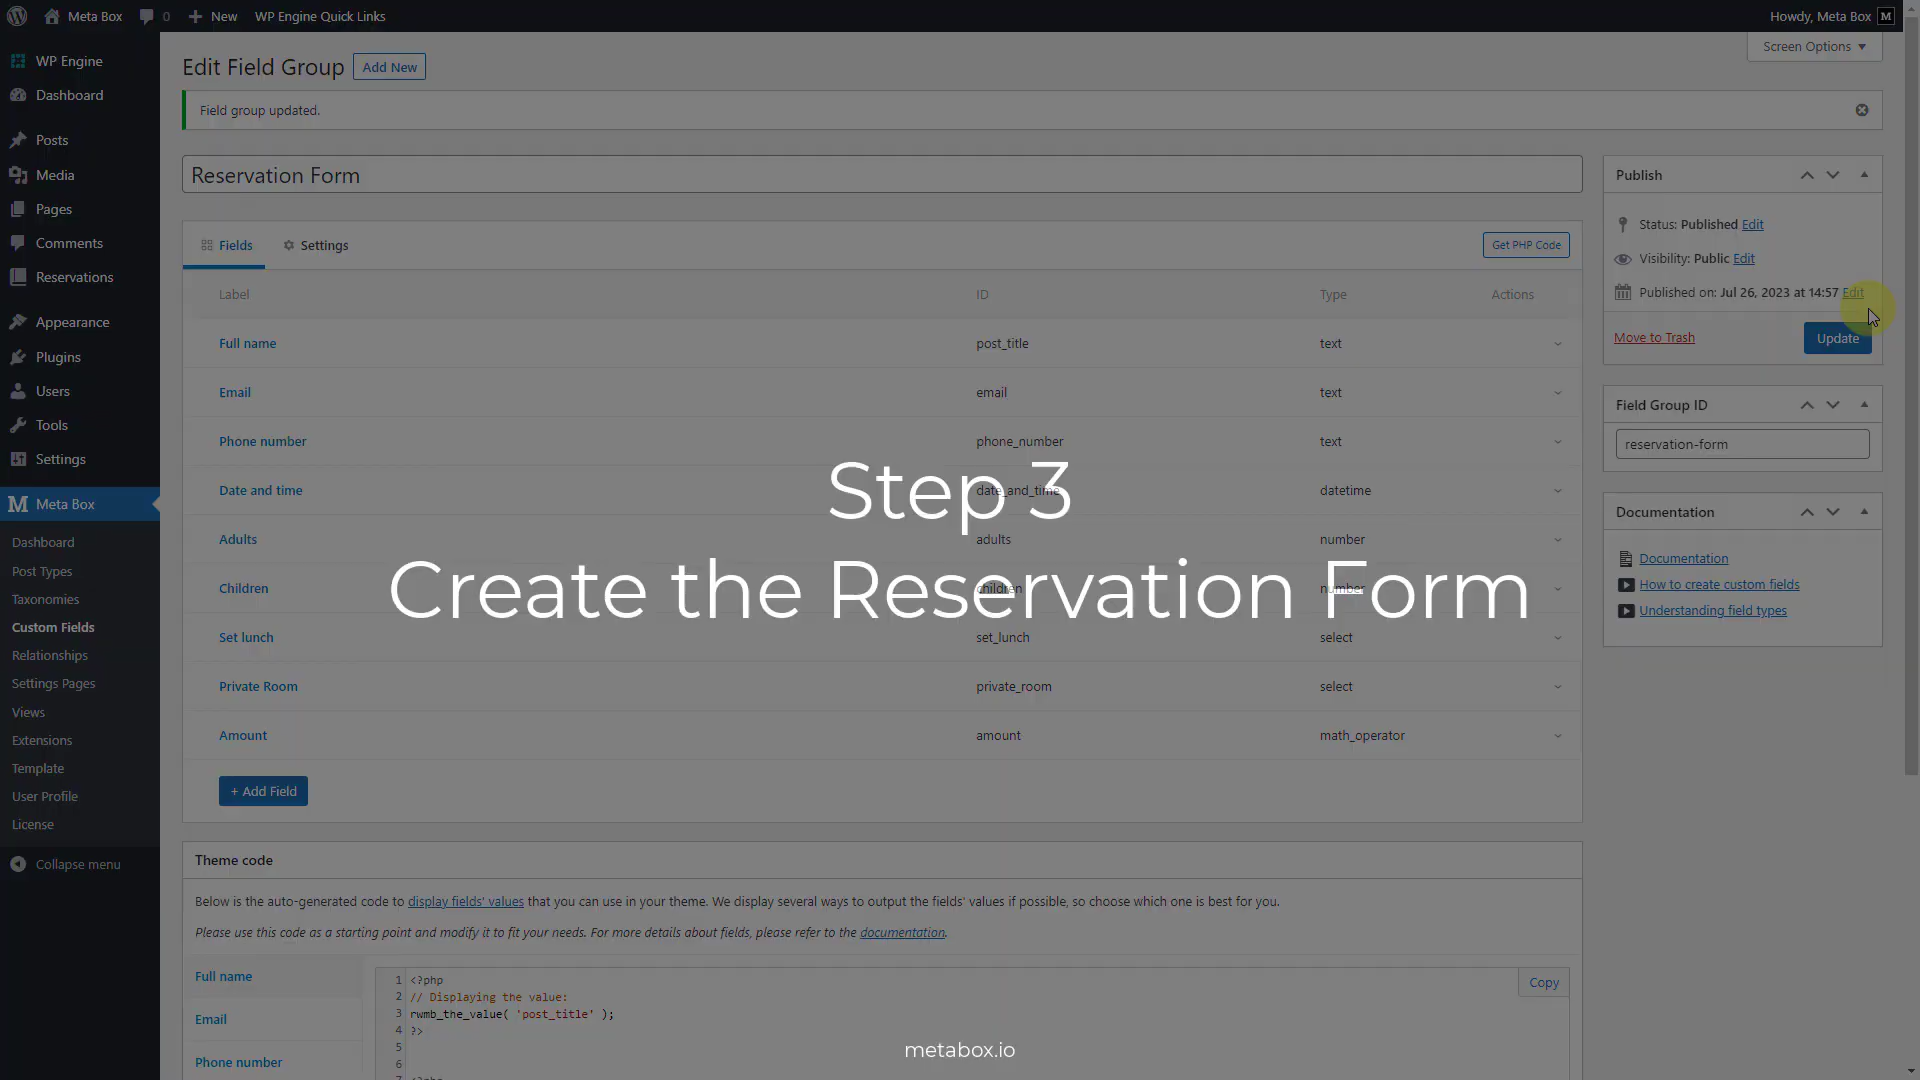 Meta Box
0
New
WP Engine Quick Links
Howdy, Meta Box
M
WP Engine
Dashboard
Posts
Media
Pages
Comments
Reservations
Appearance
Plugins
Users
Tools
Settings
M Meta Box
Dashboard
Post Types
Taxonomies
Custom Fields
Relationships
Settings Pages
Views
Extensions
Template
User Profile
License
Collapse menu
Screen Options
Edit Field Group
Add New
Field group updated.
Reservation Form
Fields
Settings
Get PHP Code
Label ID Type Actions
Full name post_title text
Email email text
Phone number phone_number text
Date and time date_and_time datetime
Adults adults number
Children children number
Set lunch set_lunch select
Private Room private_room select
Amount amount math_operator
+ Add Field
Step 3
Create the Reservation Form
Publish
Status: Published Edit
Visibility: Public Edit
Published on: Jul 26, 2023 at 14:57 Edit
Move to Trash
Update
Field Group ID
reservation-form
Documentation
Documentation
How to create custom fields
Understanding field types
Theme code
Below is the auto-generated code to display fields' values that you can use in your theme. We display several ways to output the fields' values if possible, so choose which one is best for you.
Please use this code as a starting point and modify it to fit your needs. For more details about fields, please refer to the documentation.
Full name
Email
Phone number
1 <?php
2 // Displaying the value:
3 rwmb_the_value( 'post_title' );
4 ?>
5
6
Copy
metabox.io